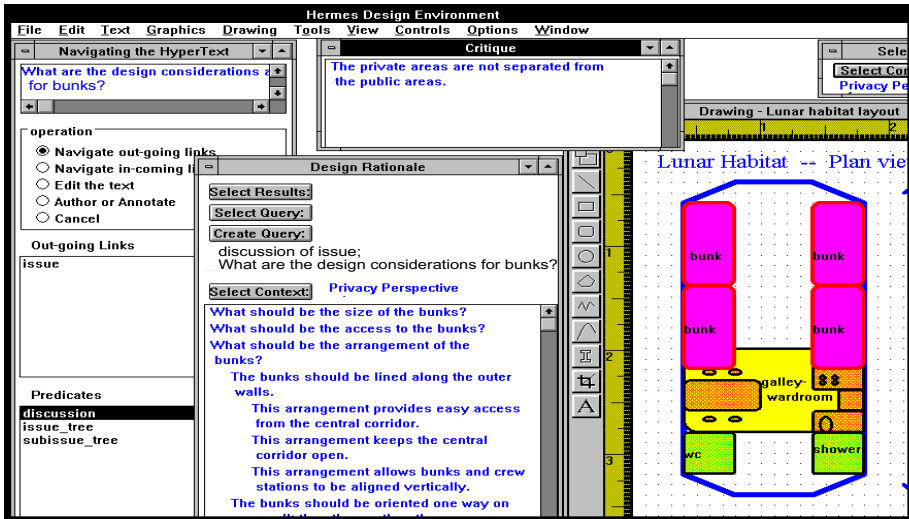 Hermes Design Environment
File Edit Text Graphics Drawing Tools View Controls Options Window
Navigating the HyperText
What are the design considerations
for bunks?
operation
Navigate out-going links
Navigate in-coming
Edit the text
Author or Annotate
Cancel
Out-going Links
issue
Predicates
discussion
issue_tree
subissue_tree
Critique
The private areas are not separated from
the public areas.
Design Rationale
Select Results:
Select Query:
Create Query:
discussion of issue;
What are the design considerations for bunks?
Select Context: Privacy Perspective
What should be the size of the bunks?
What should be the access to the bunks?
What should be the arrangement of the
bunks?
The bunks should be lined along the outer
walls.
This arrangement provides easy access
from the central corridor.
This arrangement keeps the central
corridor open.
This arrangement allows bunks and crew
stations to be aligned vertically.
The bunks should be oriented one way on
A
Sele
Select Con
Privacy Pe
Drawing - Lunar habitat layout
1 2
1
2
3
Lunar Habitat -- Plan vie
bunk bunk
bunk bunk
galley-
wardroom
wc shower